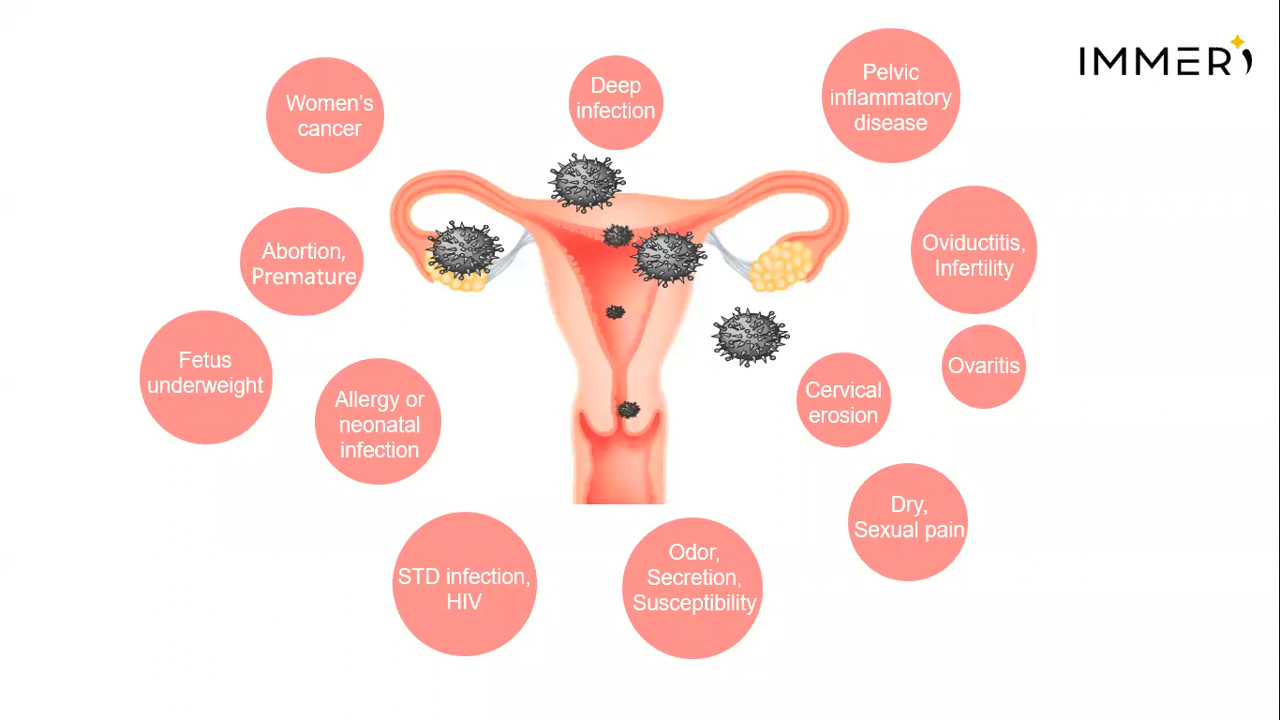 IMMERI
Women's
cancer
Deep
infection
Pelvic
inflammatory
disease
Abortion,
Premature
Oviductitis,
Infertility
Fetus
underweight
Allergy or
neonatal
infection
Cervical
erosion
Ovaritis
Dry,
Sexual pain
STD infection,
HIV
Odor,
Secretion,
Susceptibility